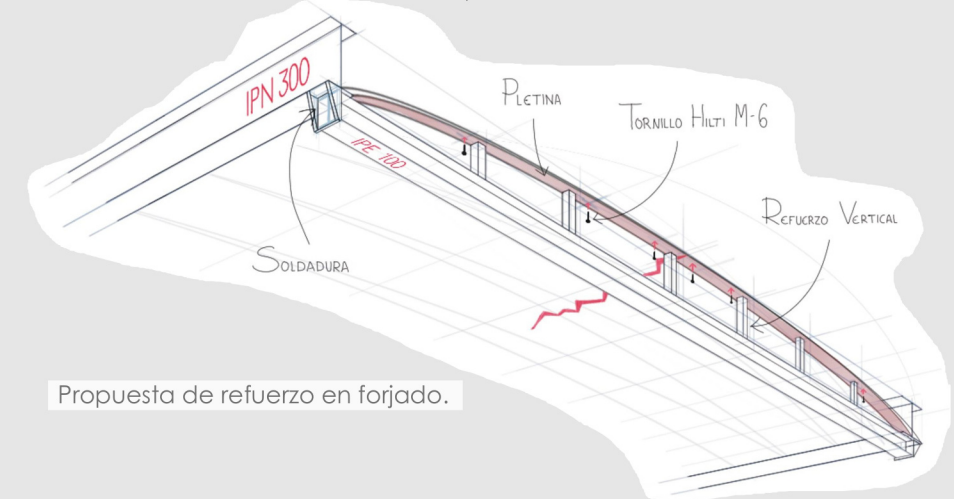 IPN 300
Pletina
Tornillo Hilti M-6
IPE 100
Refuerzo Vertical
Soldadura
Propuesta de refuerzo en forjado.